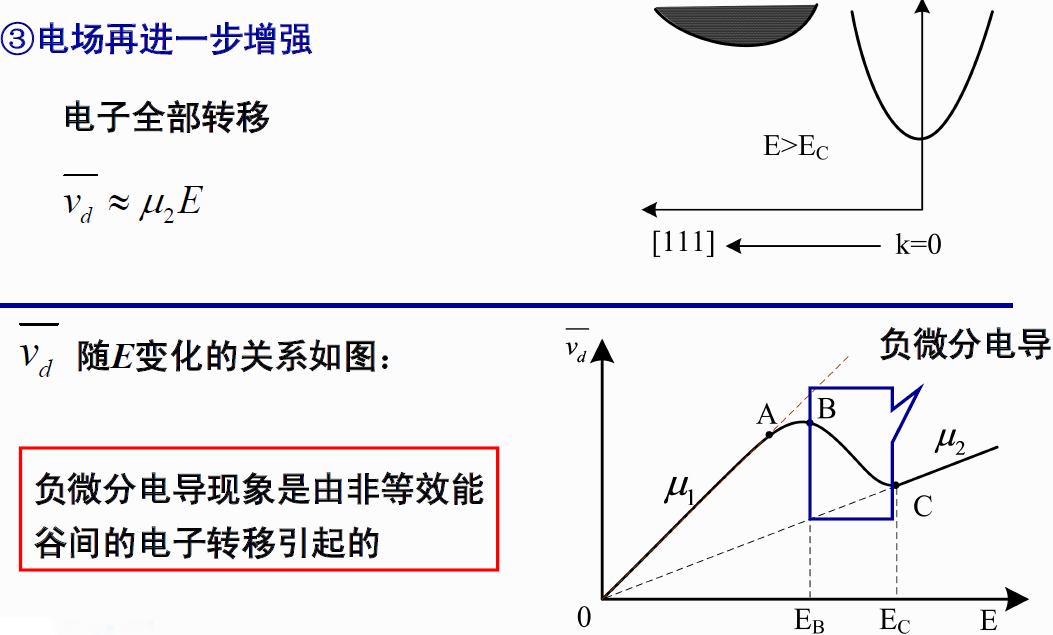 ③电场再进一步增强
电子全部转移
v̅d ≈ μ2E
E>EC
[111] k=0
v̅d 随E变化的关系如图：
负微分电导现象是由非等效能
谷间的电子转移引起的
v̅d
负微分电导
A
B
μ1
μ2
C
0
EB
EC
E